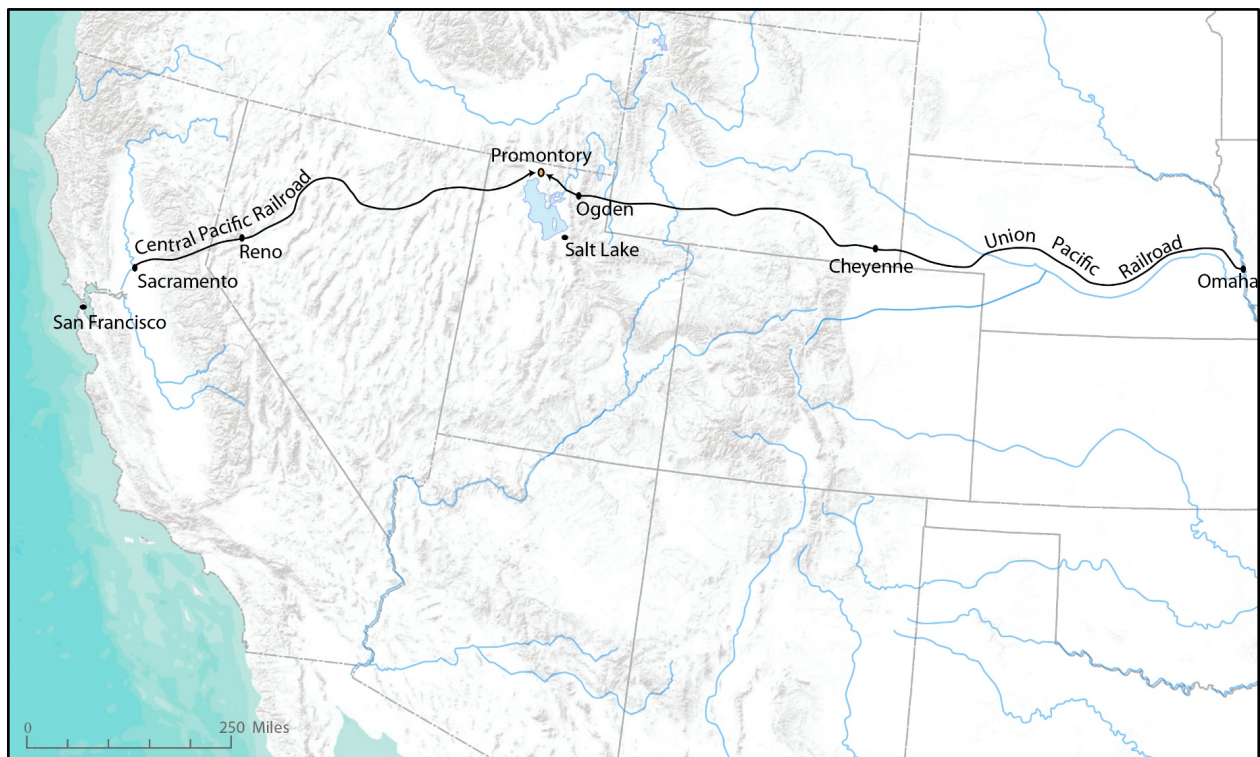 Promontory
Ogden
Salt Lake
Central Pacific Railroad
Reno
Sacramento
San Francisco
Cheyenne
Union Pacific Railroad
Omaha
0 250 Miles